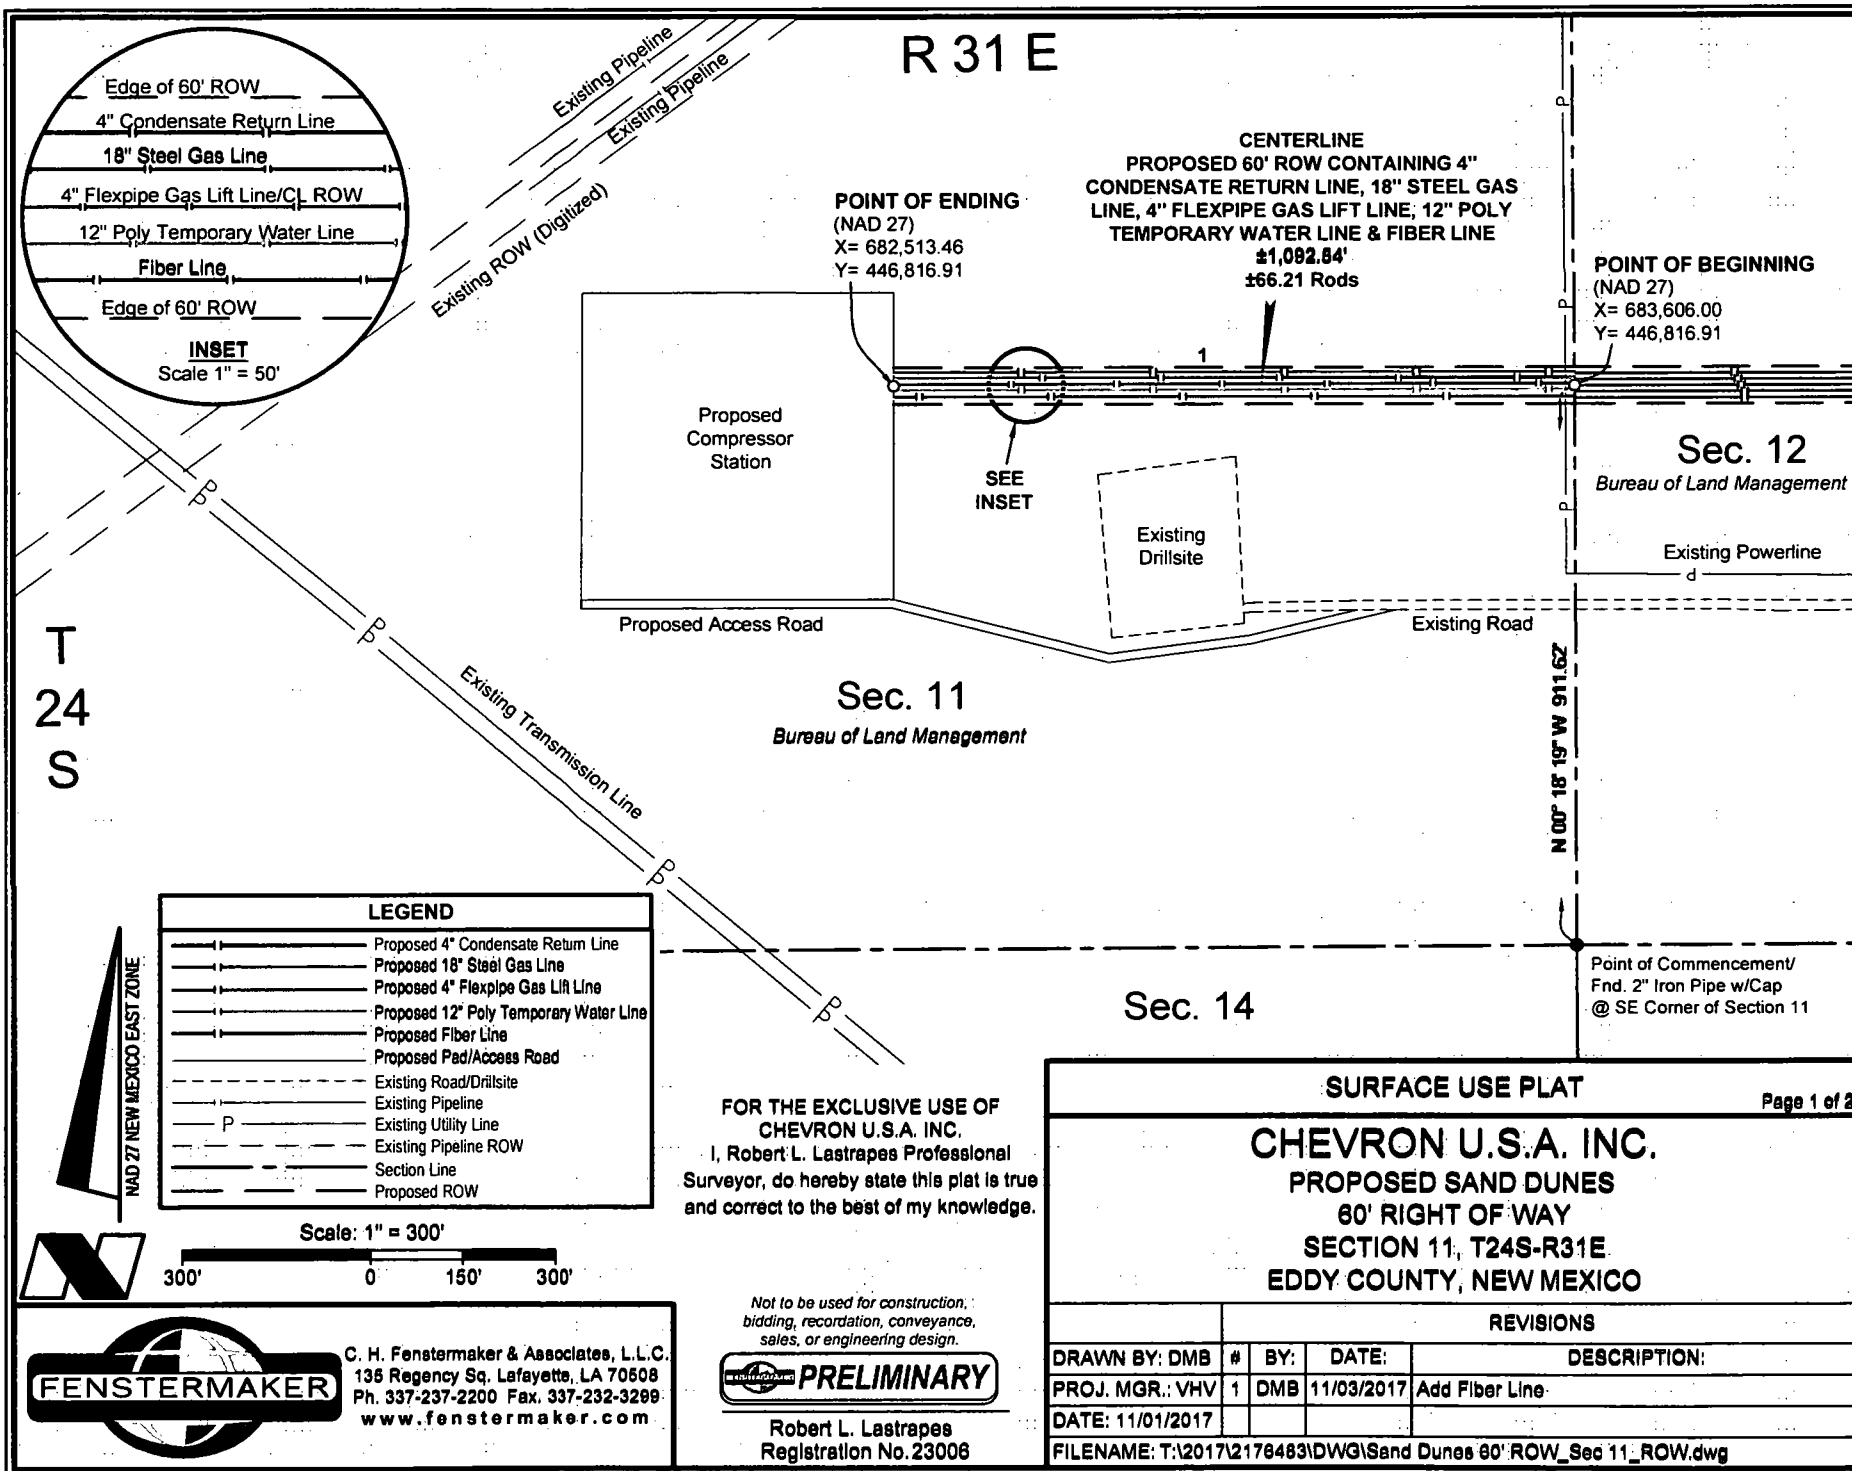 R 31 E
Edge of 60' ROW
4" Condensate Return Line
18" Steel Gas Line
4" Flexpipe Gas Lift Line/CL ROW
12" Poly Temporary Water Line
Fiber Line
Edge of 60' ROW
INSET
Scale 1" = 50'
Existing Pipeline
Existing Pipeline
Existing ROW (Digitized)
POINT OF ENDING
(NAD 27)
X= 682,513.46
Y= 446,816.91
CENTERLINE
PROPOSED 60' ROW CONTAINING 4"
CONDENSATE RETURN LINE, 18" STEEL GAS
LINE, 4" FLEXPIPE GAS LIFT LINE, 12" POLY
TEMPORARY WATER LINE & FIBER LINE
±1,092.54'
±66.21 Rods
POINT OF BEGINNING
(NAD 27)
X= 683,606.00
Y= 446,816.91
P
P
P
1
Proposed
Compressor
Station
SEE
INSET
Existing
Drillsite
Sec. 12
Bureau of Land Management
Existing Powerline
P
Proposed Access Road
Existing Road
T
24
S
P
P
P
P
Existing Transmission Line
P
P
P
P
Sec. 11
Bureau of Land Management
N 00° 18' 19" W 911.62'
Point of Commencement/
Fnd. 2" Iron Pipe w/Cap
@ SE Corner of Section 11
Sec. 14
NAD 27 NEW MEXICO EAST ZONE
LEGEND
Proposed 4" Condensate Return Line
Proposed 18" Steel Gas Line
Proposed 4" Flexpipe Gas Lift Line
Proposed 12" Poly Temporary Water Line
Proposed Fiber Line
Proposed Pad/Access Road
Existing Road/Drillsite
Existing Pipeline
P Existing Utility Line
Existing Pipeline ROW
Section Line
Proposed ROW
Scale: 1" = 300'
300' 0 150' 300'
FOR THE EXCLUSIVE USE OF
CHEVRON U.S.A. INC.
I, Robert L. Lastrapes Professional
Surveyor, do hereby state this plat is true
and correct to the best of my knowledge.
Not to be used for construction,
bidding, recordation, conveyance,
sales, or engineering design.
PRELIMINARY
Robert L. Lastrapes
Registration No. 23006
FENSTERMAKER
C. H. Fenstermaker & Associates, L.L.C.
135 Regency Sq. Lafayette, LA 70508
Ph. 337-237-2200 Fax. 337-232-3299
www.fenstermaker.com
SURFACE USE PLAT
Page 1 of 2
CHEVRON U.S.A. INC.
PROPOSED SAND DUNES
60' RIGHT OF WAY
SECTION 11, T24S-R31E
EDDY COUNTY, NEW MEXICO
REVISIONS
DRAWN BY: DMB # BY: DATE: DESCRIPTION:
PROJ. MGR.: VHV 1 DMB 11/03/2017 Add Fiber Line
DATE: 11/01/2017
FILENAME: T:\2017\2176483\DWG\Sand Dunes 60' ROW_Sec 11_ROW.dwg